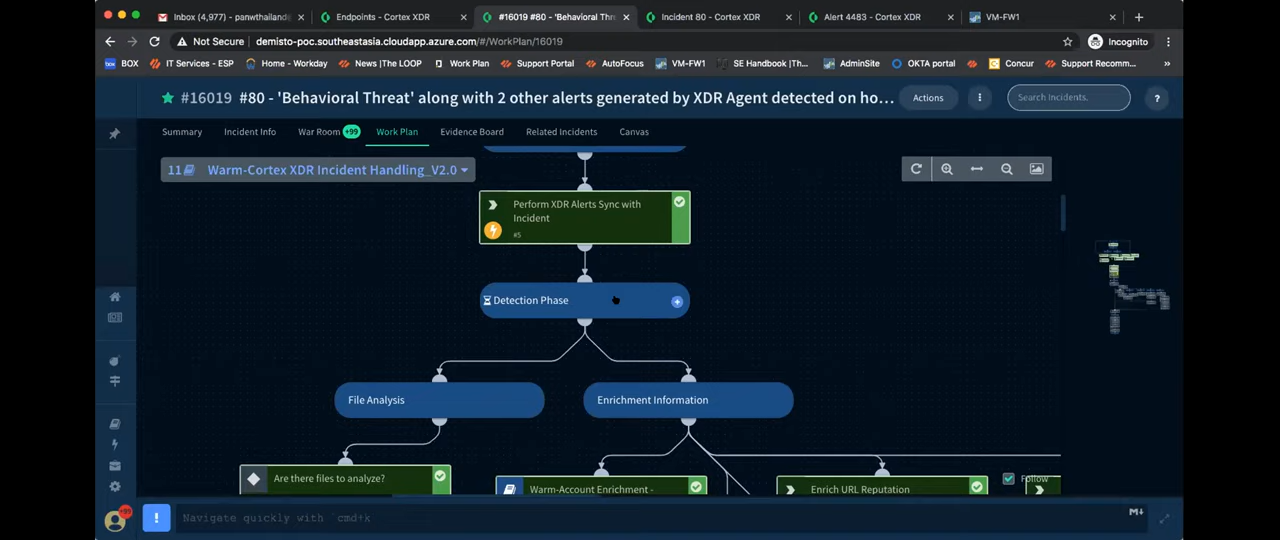 Inbox (4,977) - panwthailand
Endpoints - Cortex XDR
#16019 #80 - 'Behavioral Thr
Incident 80 - Cortex XDR
Alert 4483 - Cortex XDR
VM-FW1
Not Secure
demisto-poc.southeastasia.cloudapp.azure.com/#/WorkPlan/16019
Incognito
BOX
IT Services - ESP
Home - Workday
News |The LOOP
Work Plan
Support Portal
AutoFocus
VM-FW1
SE Handbook |Th...
AdminSite
OKTA portal
Concur
Support Recomm...
#16019 #80 - 'Behavioral Threat' along with 2 other alerts generated by XDR Agent detected on ho...
Actions
Search Incidents.
?
Summary
Incident Info
War Room +99
Work Plan
Evidence Board
Related Incidents
Canvas
11 Warm-Cortex XDR Incident Handling_V2.0
Perform XDR Alerts Sync with
Incident
#5
Detection Phase
File Analysis
Enrichment Information
Are there files to analyze?
Warm-Account Enrichment -
Enrich URL Reputation
Follow
! Navigate quickly with `cmd+k
M↓